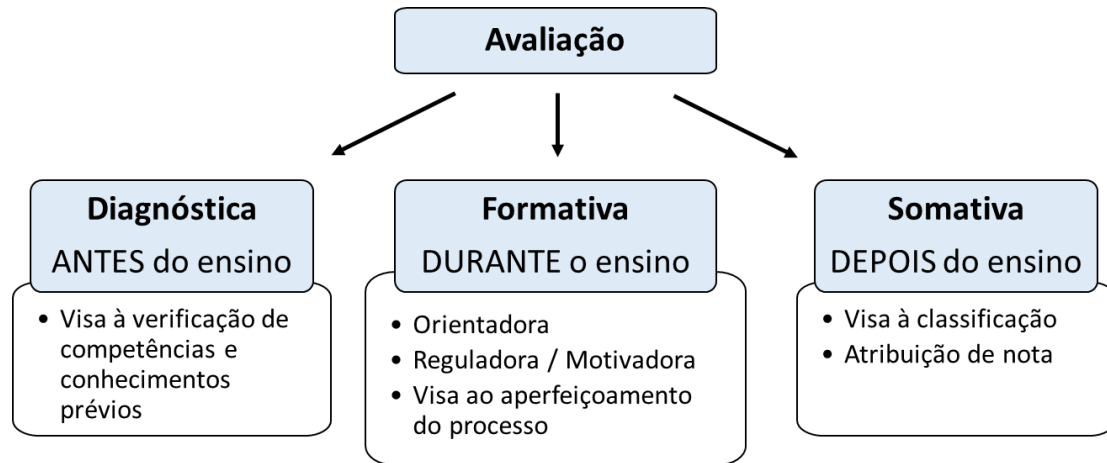 Avaliação
Diagnóstica
ANTES do ensino
• Visa à verificação de
competências e
conhecimentos
prévios
Formativa
DURANTE o ensino
• Orientadora
• Reguladora / Motivadora
• Visa ao aperfeiçoamento
do processo
Somativa
DEPOIS do ensino
• Visa à classificação
• Atribuição de nota